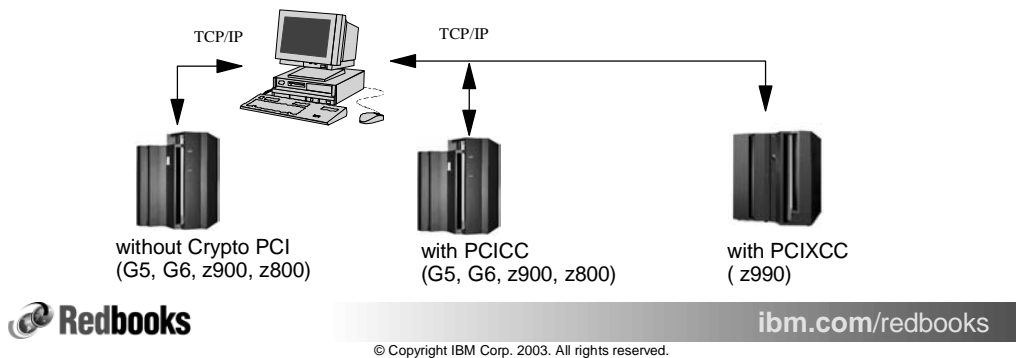 TCP/IP
TCP/IP
without Crypto PCI
(G5, G6, z900, z800)
with PCICC
(G5, G6, z900, z800)
with PCIXCC
( z990)
Redbooks
ibm.com/redbooks
© Copyright IBM Corp. 2003. All rights reserved.